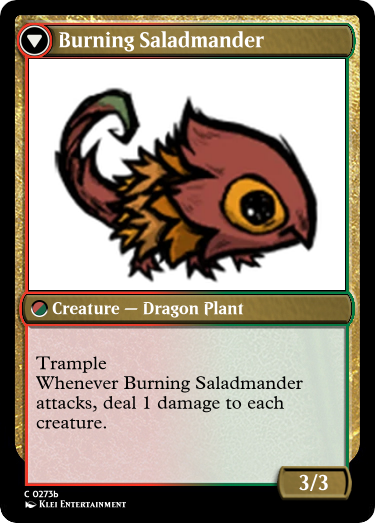 Burning Saladmander
Creature — Dragon Plant
Trample
Whenever Burning Saladmander
attacks, deal 1 damage to each
creature.
3/3
C 0273b
Klei Entertainment